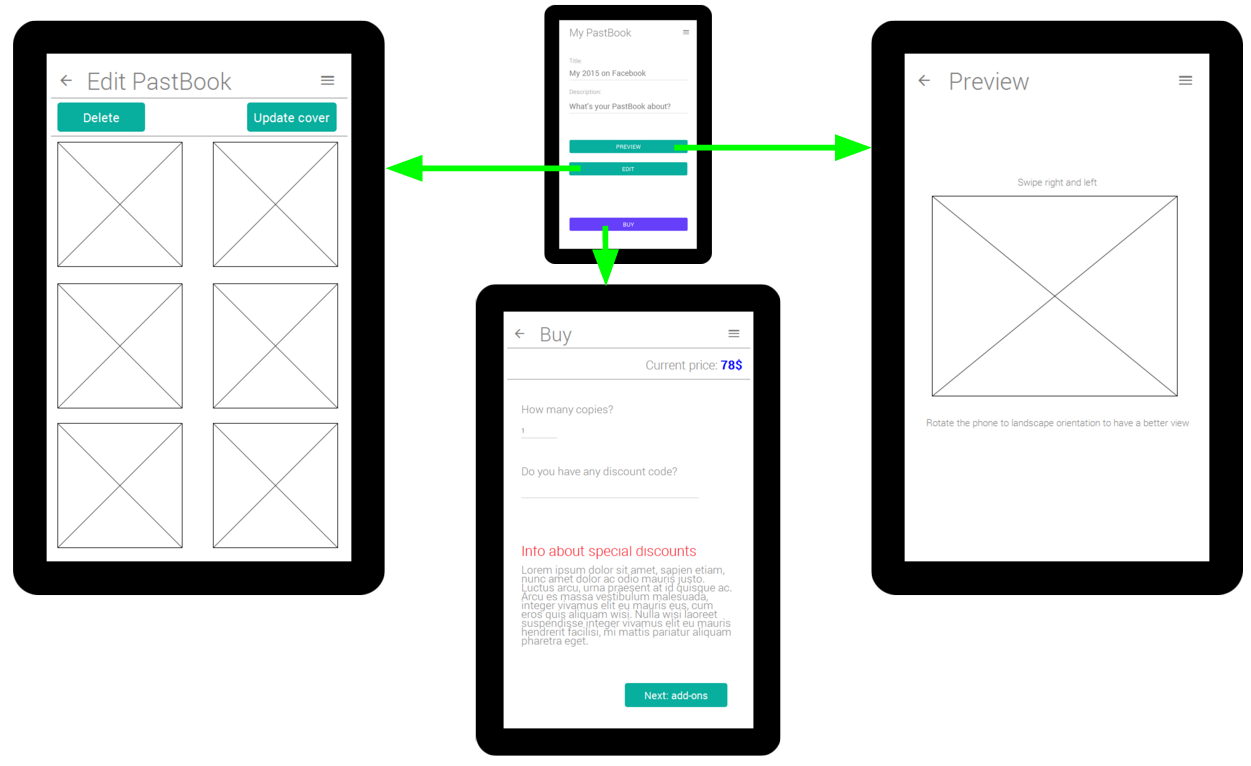 My PastBook
Title:
My 2015 on Facebook
Description:
What's your PastBook about?
PREVIEW
EDIT
BUY
Edit PastBook
Delete
Update cover
Preview
Swipe right and left
Rotate the phone to landscape orientation to have a better view
Buy
Current price: 78$
How many copies?
1
Do you have any discount code?
Info about special discounts
Lorem ipsum dolor sit amet, sapien etiam,
nunc amet dolor ac odio mauris justo.
Luctus arcu, urna praesent at id quisque ac.
Arcu es massa vestibulum malesuada,
integer vivamus elit eu mauris eus, cum
eros quis aliquam wisi. Nulla wisi laoreet
suspendisse integer vivamus elit eu mauris
hendrerit facilisi, mi mattis pariatur aliquam
pharetra eget.
Next: add-ons